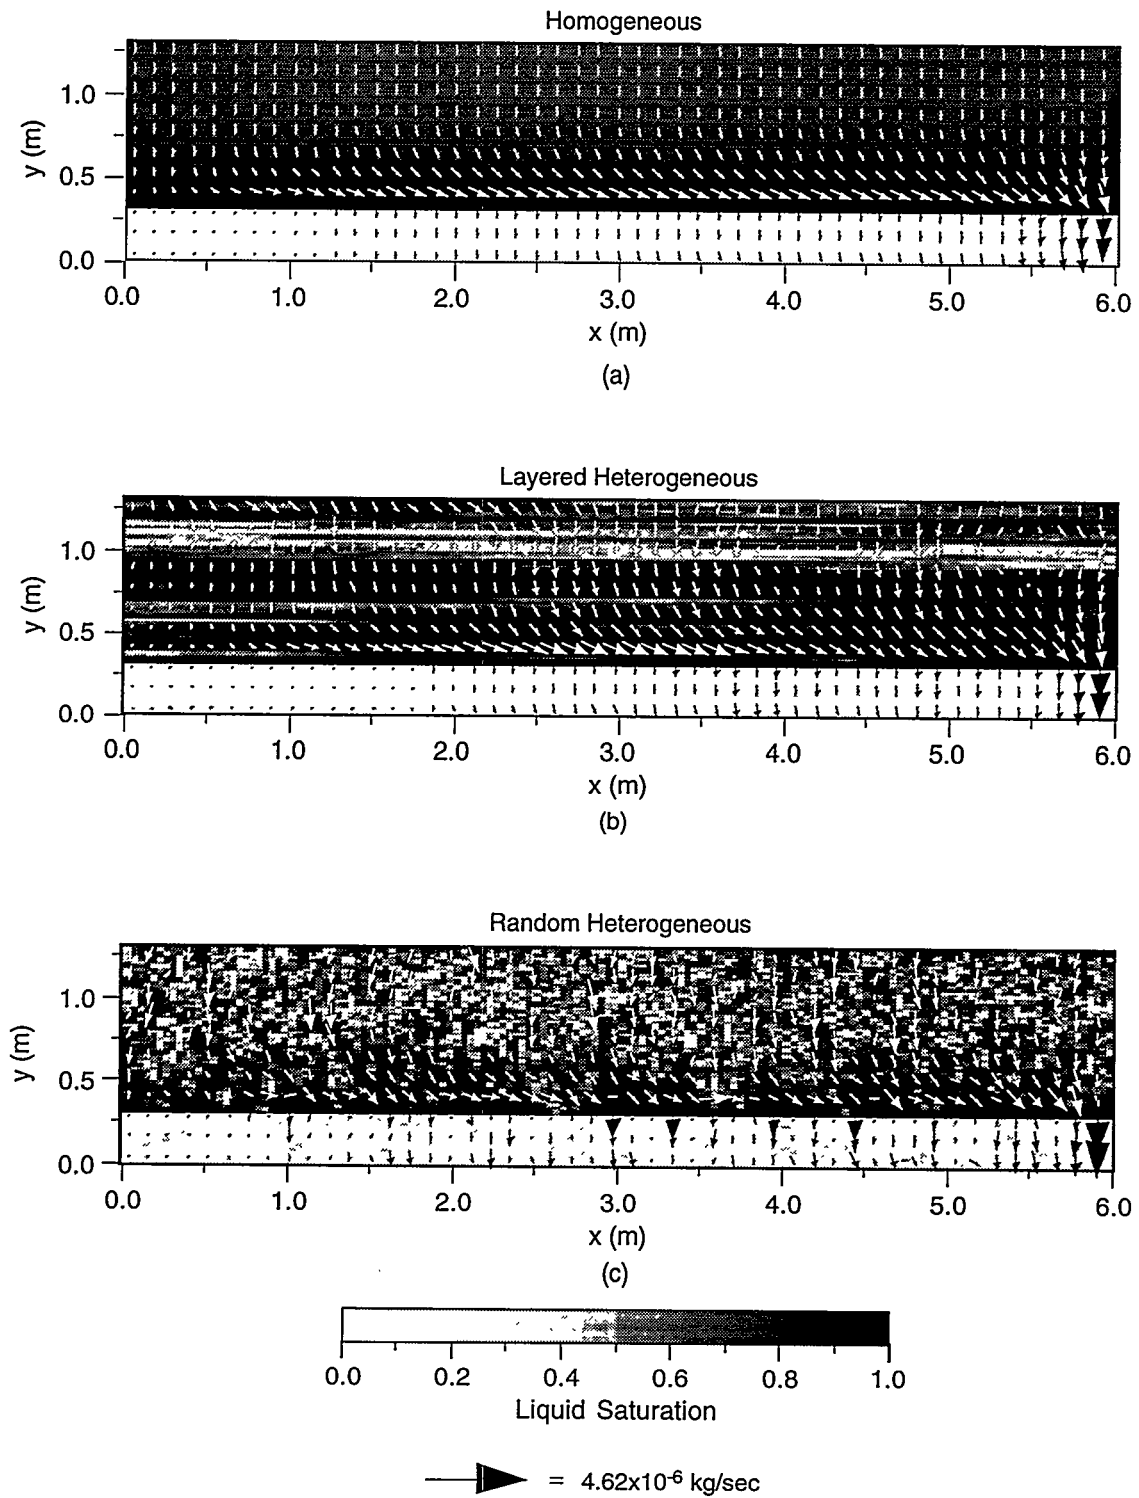 Homogeneous
1.0
0.5
0.0
y (m)
0.0 1.0 2.0 3.0 4.0 5.0 6.0
x (m)
(a)
Layered Heterogeneous
1.0
0.5
0.0
y (m)
0.0 1.0 2.0 3.0 4.0 5.0 6.0
x (m)
(b)
Random Heterogeneous
1.0
0.5
0.0
y (m)
0.0 1.0 2.0 3.0 4.0 5.0 6.0
x (m)
(c)
0.0 0.2 0.4 0.6 0.8 1.0
Liquid Saturation
= 4.62x10⁻⁶ kg/sec